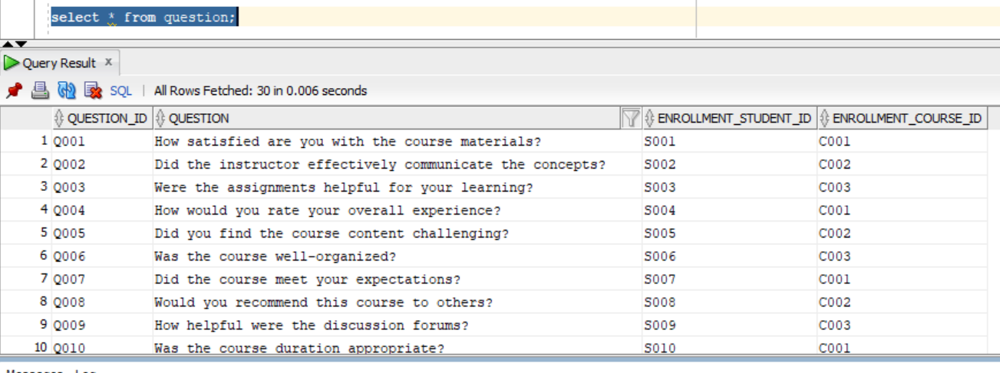 select * from question;
Query Result x
SQL | All Rows Fetched: 30 in 0.006 seconds
QUESTION_ID QUESTION ENROLLMENT_STUDENT_ID ENROLLMENT_COURSE_ID
1 Q001 How satisfied are you with the course materials? S001 C001
2 Q002 Did the instructor effectively communicate the concepts? S002 C002
3 Q003 Were the assignments helpful for your learning? S003 C003
4 Q004 How would you rate your overall experience? S004 C001
5 Q005 Did you find the course content challenging? S005 C002
6 Q006 Was the course well-organized? S006 C003
7 Q007 Did the course meet your expectations? S007 C001
8 Q008 Would you recommend this course to others? S008 C002
9 Q009 How helpful were the discussion forums? S009 C003
10 Q010 Was the course duration appropriate? S010 C001